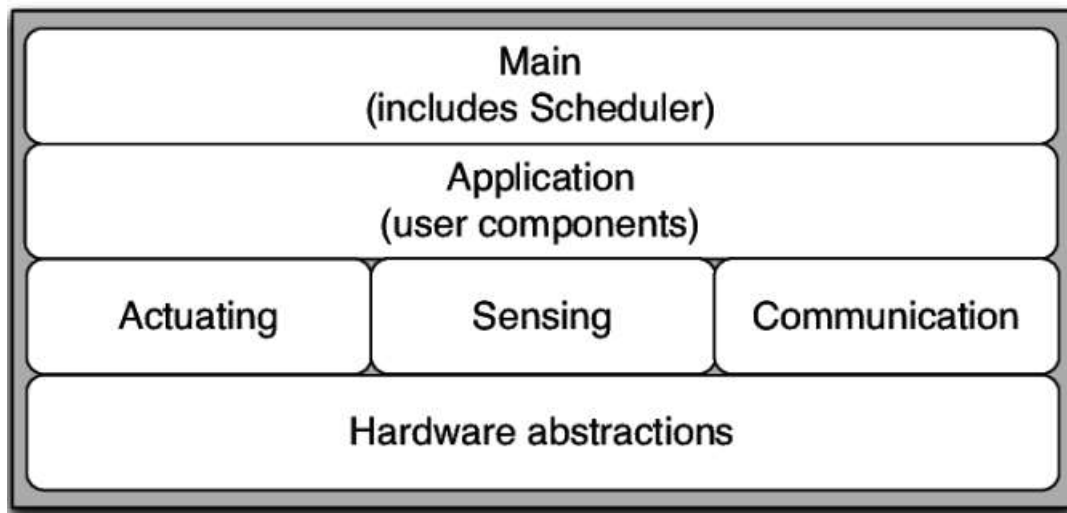 Main
(includes Scheduler)
Application
(user components)
Actuating
Sensing
Communication
Hardware abstractions